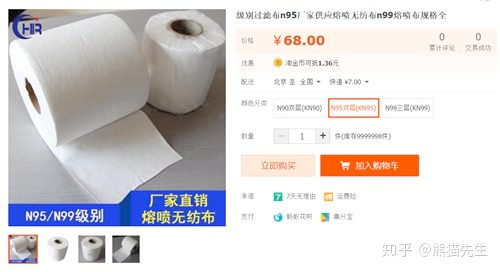 级别过滤布n95厂家供应熔喷无纺布n99熔喷布规格全
CHR
价格
¥68.00
0
累计评论
0
交易成功
优惠
淘金币可抵1.36元
配送
北京 至 全国
快递 ¥7.00
颜色分类
N90双层(KN90)
N95双层(KN95)
N99三层(KN99)
数量
-
1
+
件(库存9999998件)
立即购买
加入购物车
承诺
7天无理由
运费险
支付
蚂蚁花呗
集分宝
N95/N99级别
厂家直销
熔喷无纺布
知乎 @熊猫先生